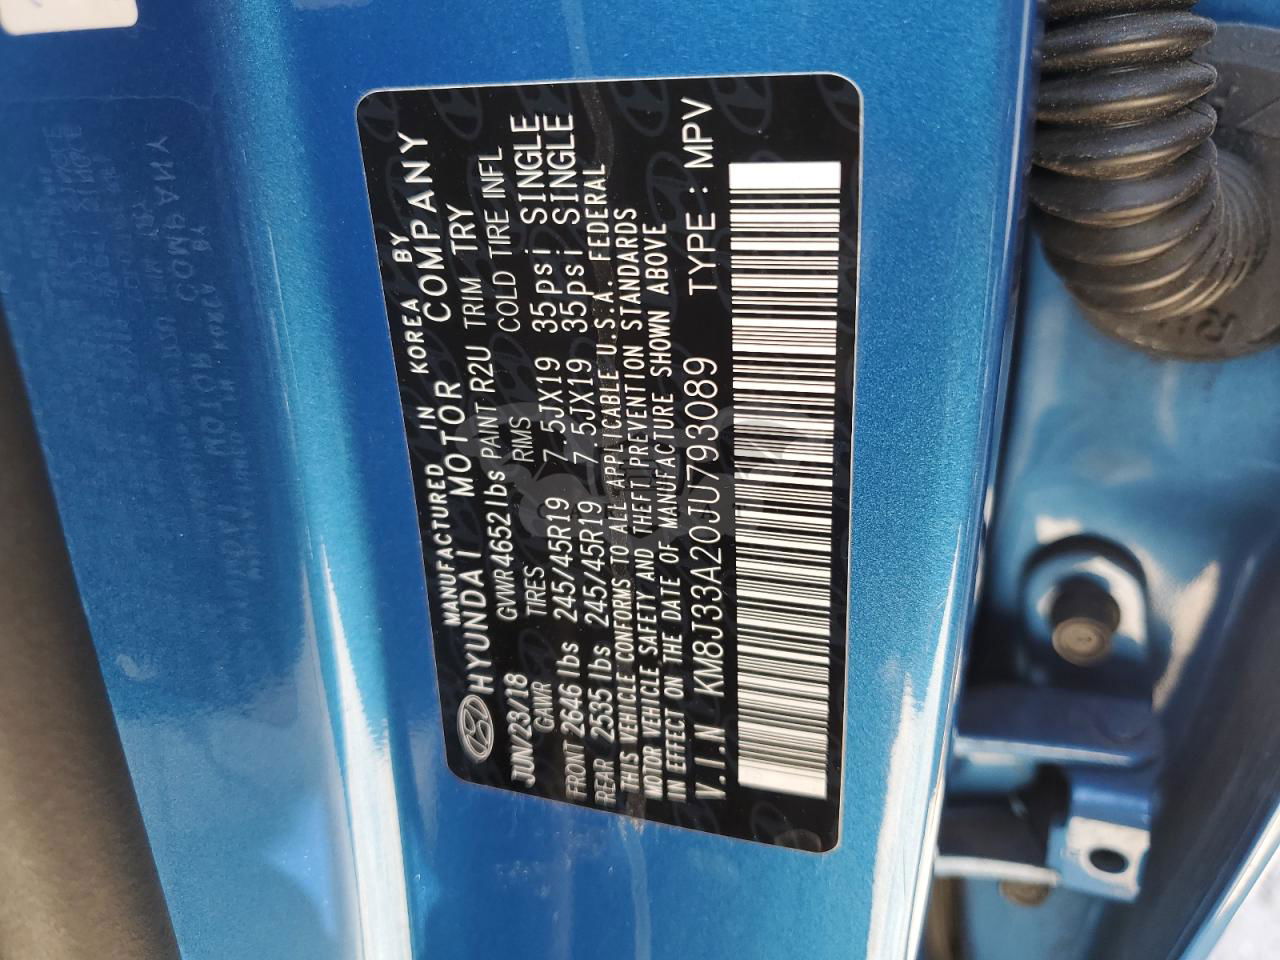 MANUFACTURED IN KOREA BY
HYUNDAI MOTOR COMPANY
JUN/23/18 GVWR 4652 lbs PAINT R2U TRIM TRY
GAWR TIRES RIMS COLD TIRE INFL
FRONT 2646 lbs 245/45R19 7.5JX19 35psi SINGLE
REAR 2535 lbs 245/45R19 7.5JX19 35psi SINGLE
THIS VEHICLE CONFORMS TO ALL APPLICABLE U.S.A. FEDERAL
MOTOR VEHICLE SAFETY AND THEFT PREVENTION STANDARDS
IN EFFECT ON THE DATE OF MANUFACTURE SHOWN ABOVE
V.I.N KM8J33A20JU793089 TYPE : MPV